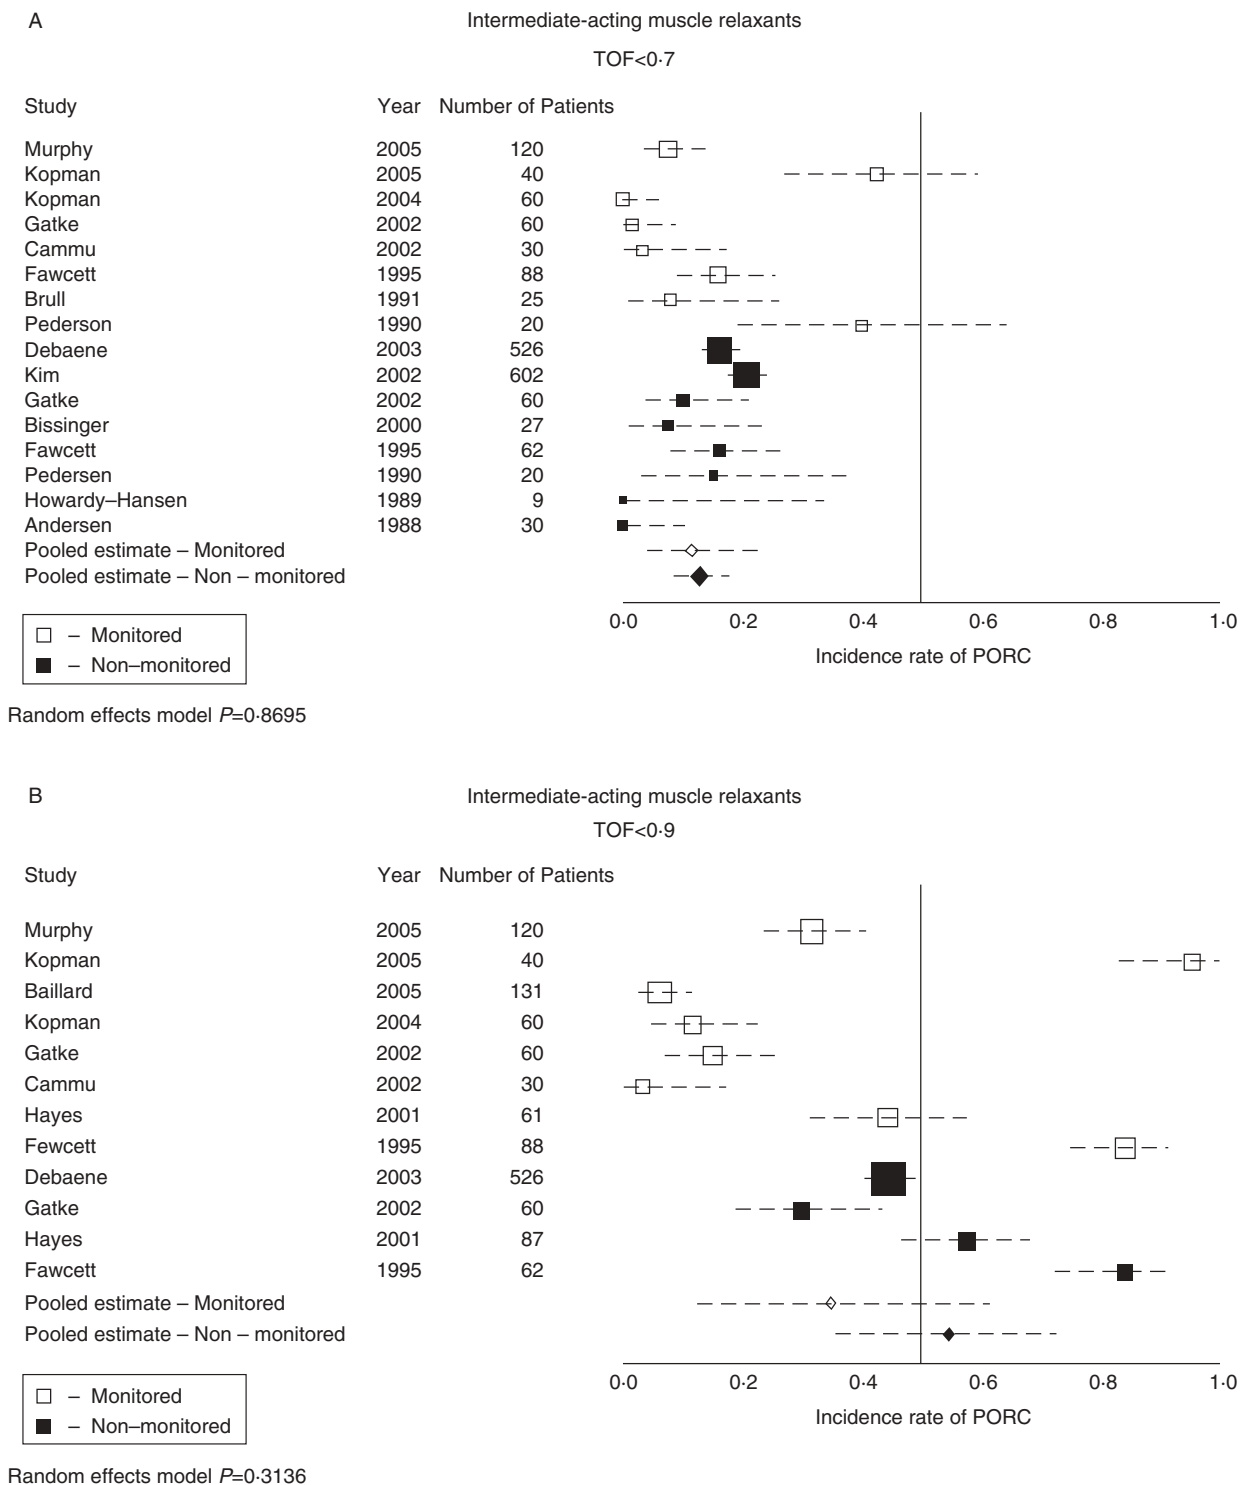 A
Intermediate-acting muscle relaxants
TOF<0·7
Study Year Number of Patients
Murphy 2005 120
Kopman 2005 40
Kopman 2004 60
Gatke 2002 60
Cammu 2002 30
Fawcett 1995 88
Brull 1991 25
Pederson 1990 20
Debaene 2003 526
Kim 2002 602
Gatke 2002 60
Bissinger 2000 27
Fawcett 1995 62
Pedersen 1990 20
Howardy–Hansen 1989 9
Andersen 1988 30
Pooled estimate – Monitored
Pooled estimate – Non – monitored
0·0 0·2 0·4 0·6 0·8 1·0
Incidence rate of PORC
– Monitored
– Non–monitored
Random effects model P=0·8695
B
Intermediate-acting muscle relaxants
TOF<0·9
Study Year Number of Patients
Murphy 2005 120
Kopman 2005 40
Baillard 2005 131
Kopman 2004 60
Gatke 2002 60
Cammu 2002 30
Hayes 2001 61
Fewcett 1995 88
Debaene 2003 526
Gatke 2002 60
Hayes 2001 87
Fawcett 1995 62
Pooled estimate – Monitored
Pooled estimate – Non – monitored
0·0 0·2 0·4 0·6 0·8 1·0
Incidence rate of PORC
– Monitored
– Non–monitored
Random effects model P=0·3136